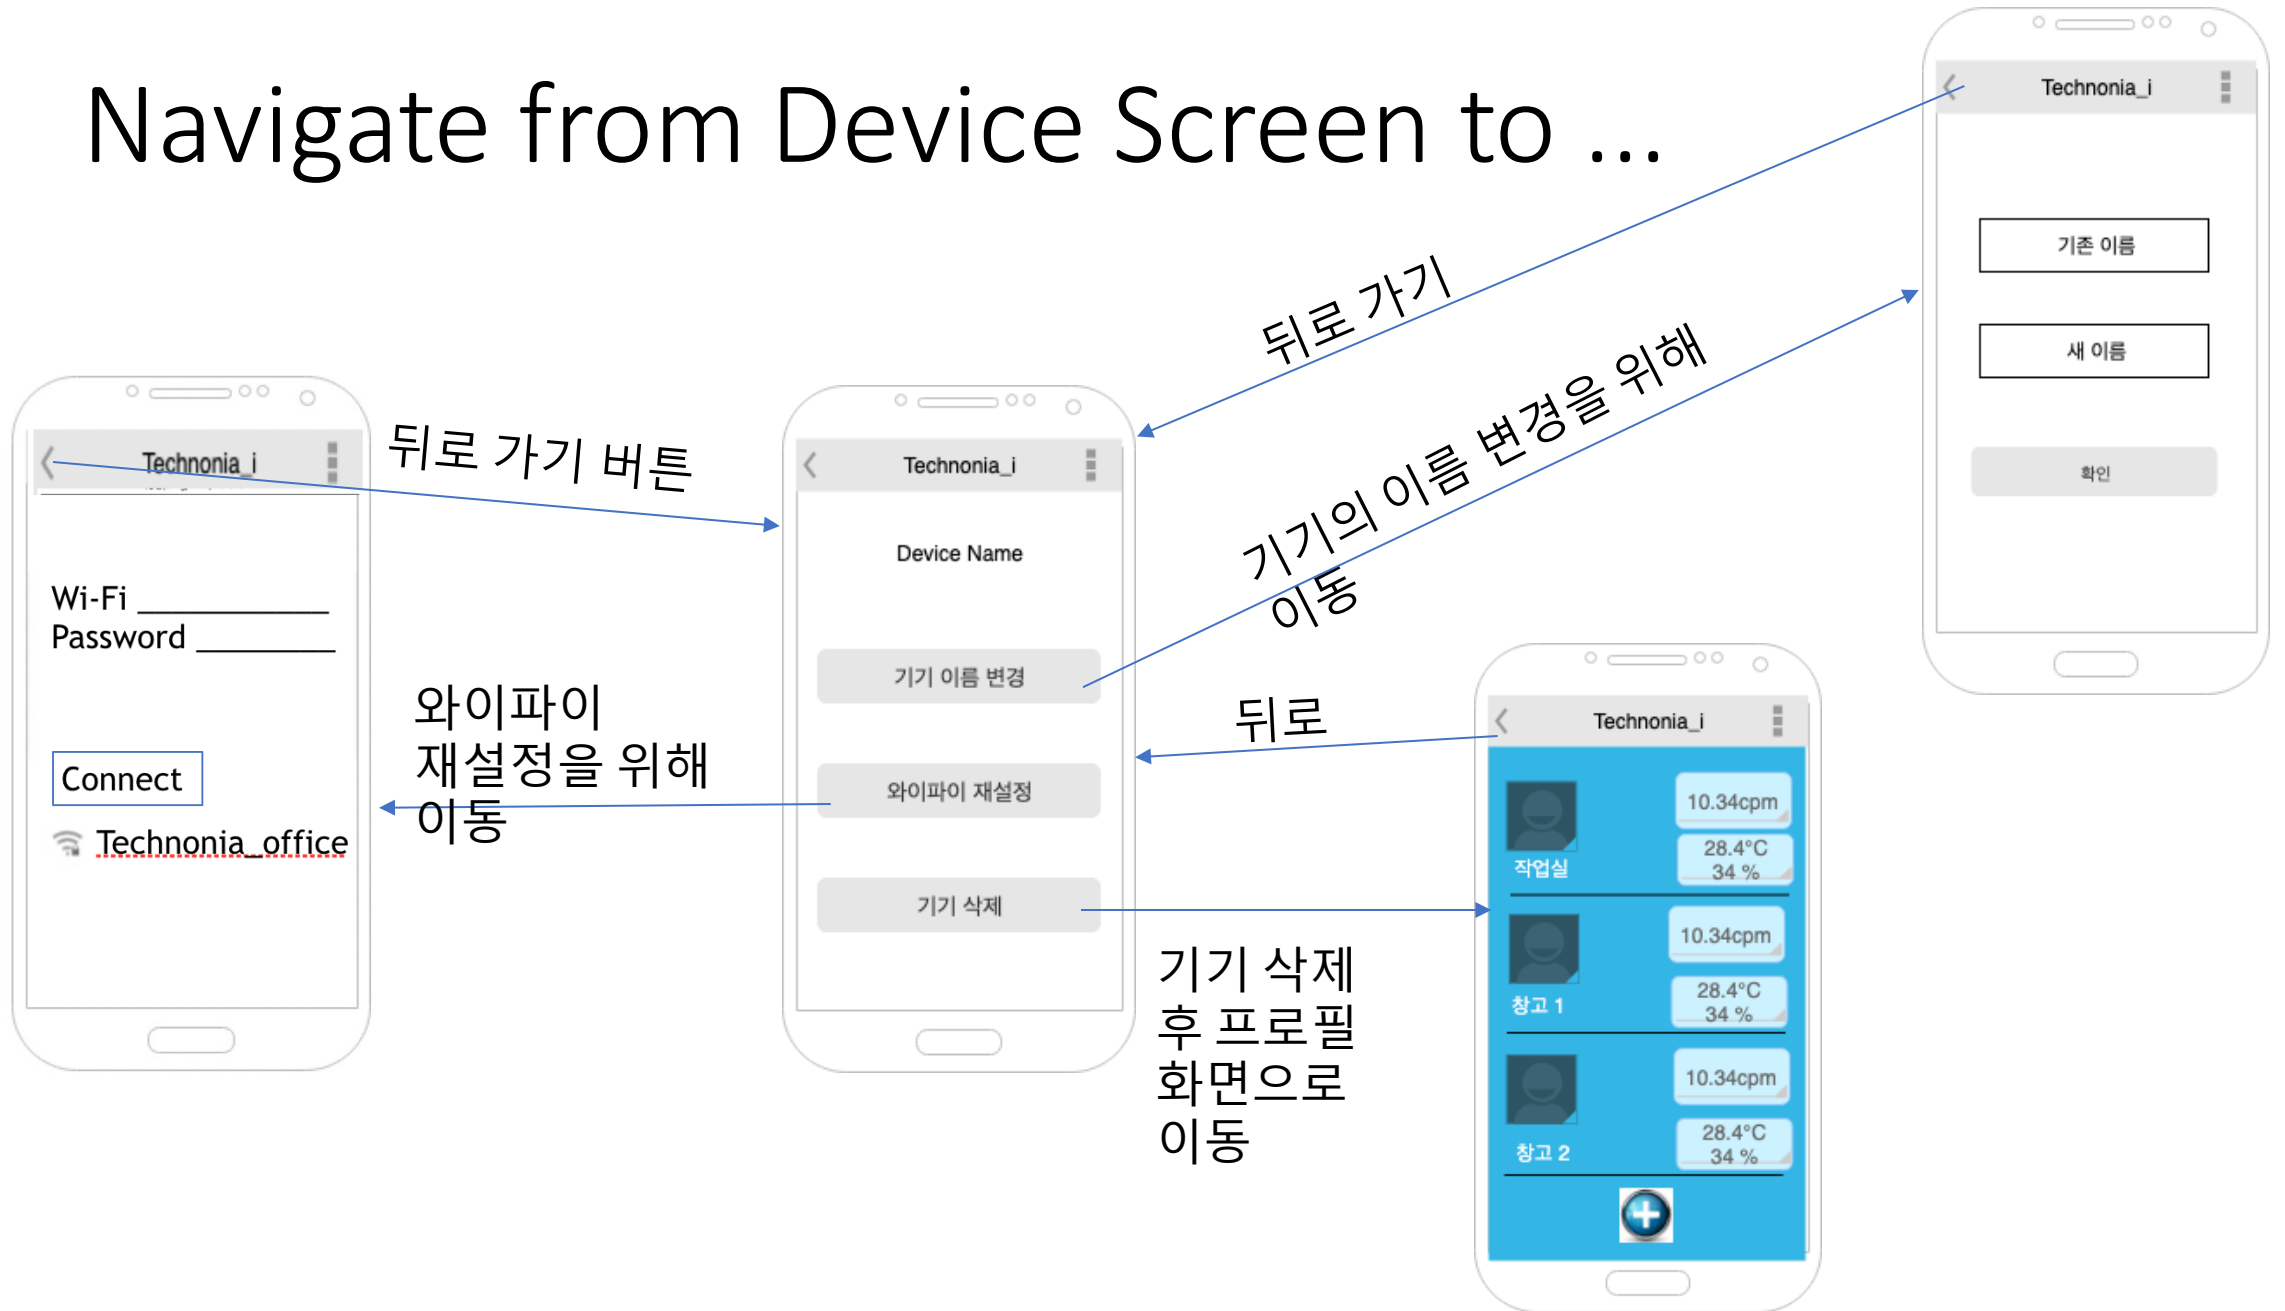 Navigate from Device Screen to ...
Technonia_i
기존 이름
새 이름
확인
뒤로 가기
기기의 이름 변경을 위해
이동
Technonia_i
Wi-Fi ___________
Password ________
Connect
Technonia_office
뒤로 가기 버튼
와이파이
재설정을 위해
이동
Technonia_i
Device Name
기기 이름 변경
와이파이 재설정
기기 삭제
뒤로
기기 삭제
후 프로필
화면으로
이동
Technonia_i
10.34cpm
28.4°C
34 %
작업실
10.34cpm
28.4°C
34 %
창고 1
10.34cpm
28.4°C
34 %
창고 2